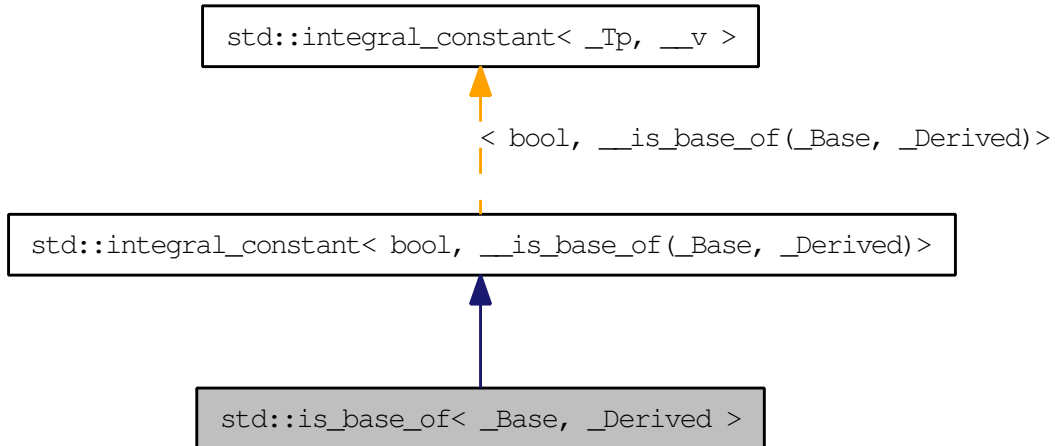 std::integral_constant< _Tp, __v >
< bool, __is_base_of(_Base, _Derived)>
std::integral_constant< bool, __is_base_of(_Base, _Derived)>
std::is_base_of< _Base, _Derived >